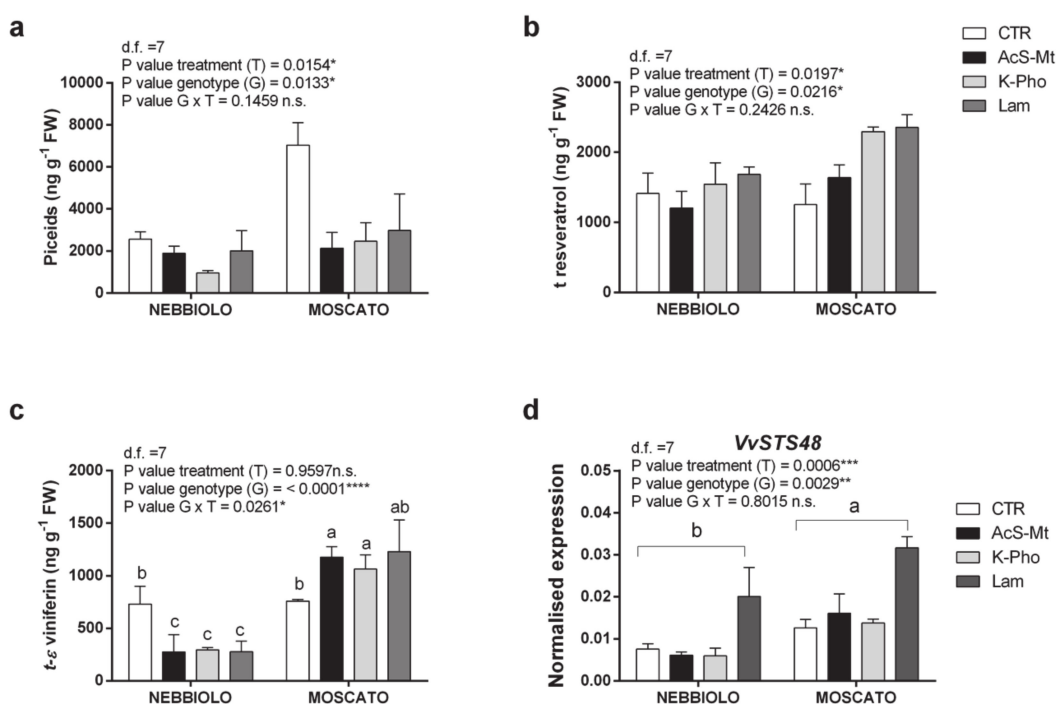 a
d.f. =7
P value treatment (T) = 0.0154*
P value genotype (G) = 0.0133*
P value G x T = 0.1459 n.s.
Piceids (ng g⁻¹ FW)
10000
8000
6000
4000
2000
0
NEBBIOLO MOSCATO
b
d.f. =7
P value treatment (T) = 0.0197*
P value genotype (G) = 0.0216*
P value G x T = 0.2426 n.s.
t resveratrol (ng g⁻¹ FW)
3000
2000
1000
0
NEBBIOLO MOSCATO
CTR
AcS-Mt
K-Pho
Lam
c
d.f. =7
P value treatment (T) = 0.9597n.s.
P value genotype (G) = < 0.0001****
P value G x T = 0.0261*
t-ε viniferin (ng g⁻¹ FW)
2000
1500
1000
500
0
b c c c b a a ab
NEBBIOLO MOSCATO
d
VvSTS48
d.f. =7
P value treatment (T) = 0.0006***
P value genotype (G) = 0.0029**
P value G x T = 0.8015 n.s.
Normalised expression
0.05
0.04
0.03
0.02
0.01
0.00
b a
NEBBIOLO MOSCATO
CTR
AcS-Mt
K-Pho
Lam